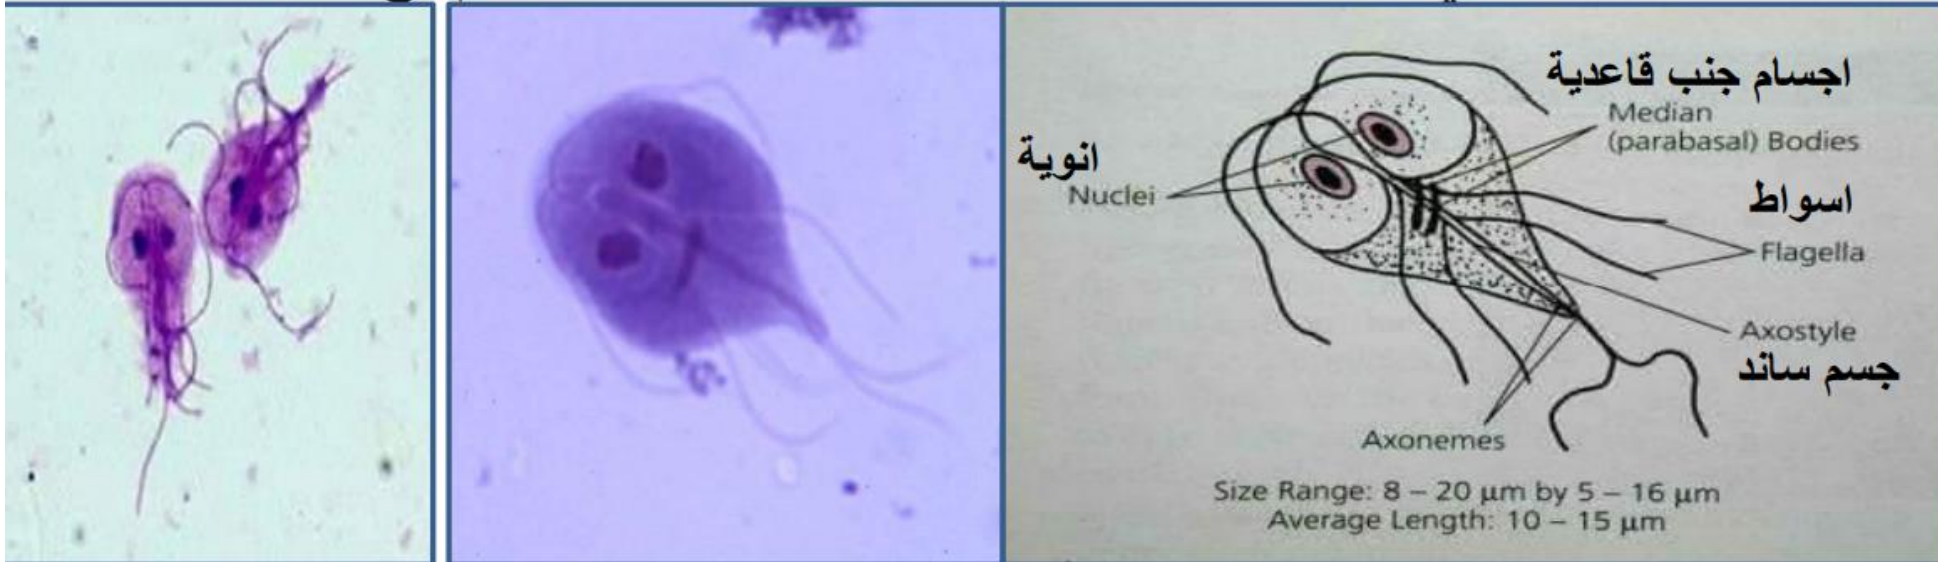 اجسام جنب قاعدية
Median
(parabasal) Bodies
انوية
Nuclei
اسواط
Flagella
Axostyle
جسم ساند
Axonemes
Size Range: 8 – 20 μm by 5 – 16 μm
Average Length: 10 – 15 μm